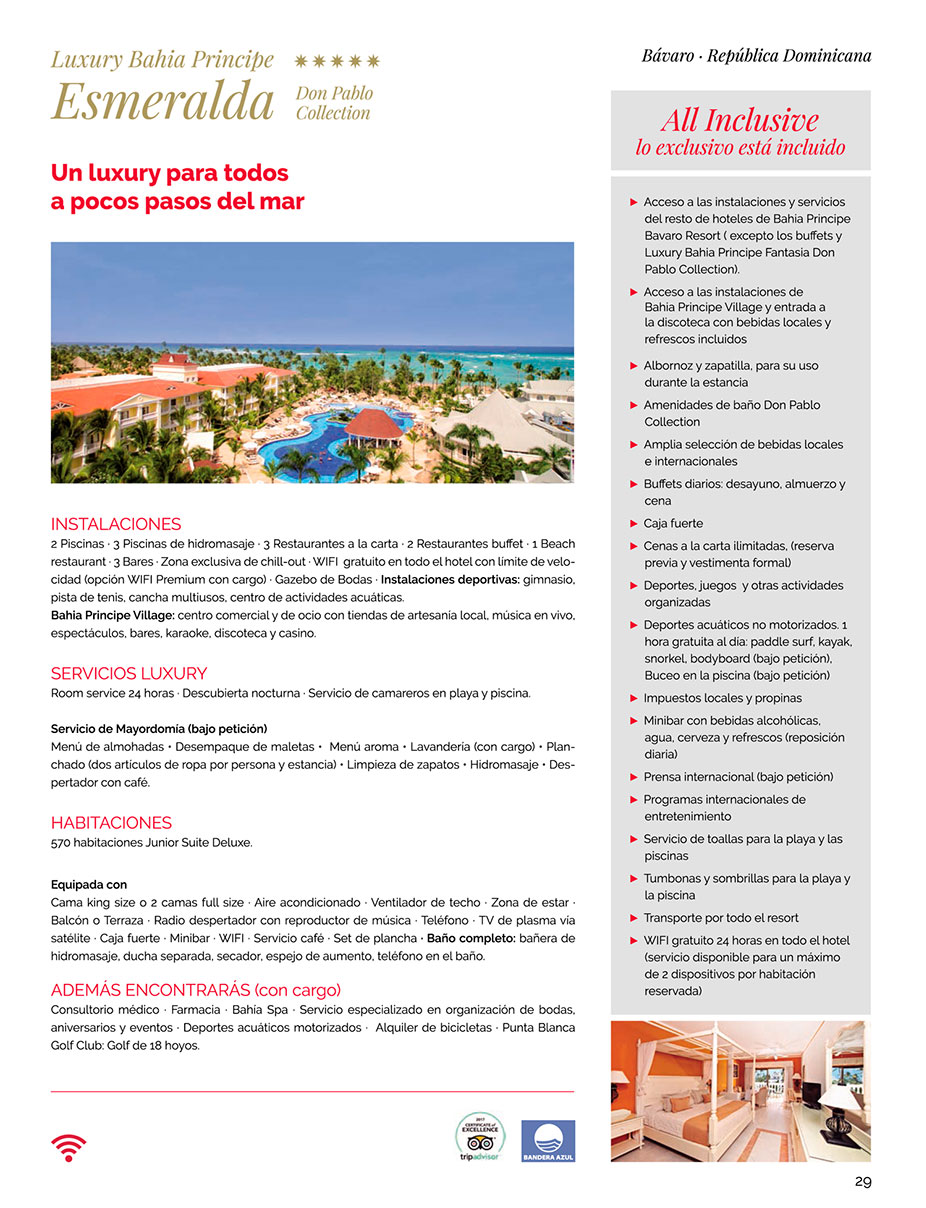 Luxury Bahia Principe
Esmeralda
Don Pablo
Collection
Bávaro · República Dominicana
Un luxury para todos
a pocos pasos del mar
INSTALACIONES
2 Piscinas · 3 Piscinas de hidromasaje · 3 Restaurantes a la carta · 2 Restaurantes buffet · 1 Beach
restaurant · 3 Bares · Zona exclusiva de chill-out · WIFI gratuito en todo el hotel con límite de velo-
cidad (opción WIFI Premium con cargo) · Gazebo de Bodas · Instalaciones deportivas: gimnasio,
pista de tenis, cancha multiusos, centro de actividades acuáticas.
Bahia Principe Village: centro comercial y de ocio con tiendas de artesanía local, música en vivo,
espectáculos, bares, karaoke, discoteca y casino.
SERVICIOS LUXURY
Room service 24 horas · Descubierta nocturna · Servicio de camareros en playa y piscina.
Servicio de Mayordomía (bajo petición)
Menú de almohadas • Desempaque de maletas • Menú aroma • Lavandería (con cargo) • Plan-
chado (dos artículos de ropa por persona y estancia) • Limpieza de zapatos • Hidromasaje • Des-
pertador con café.
HABITACIONES
570 habitaciones Junior Suite Deluxe.
Equipada con
Cama king size o 2 camas full size · Aire acondicionado · Ventilador de techo · Zona de estar ·
Balcón o Terraza · Radio despertador con reproductor de música · Teléfono · TV de plasma vía
satélite · Caja fuerte · Minibar · WIFI · Servicio café · Set de plancha · Baño completo: bañera de
hidromasaje, ducha separada, secador, espejo de aumento, teléfono en el baño.
ADEMÁS ENCONTRARÁS (con cargo)
Consultorio médico · Farmacia · Bahía Spa · Servicio especializado en organización de bodas,
aniversarios y eventos · Deportes acuáticos motorizados · Alquiler de bicicletas · Punta Blanca
Golf Club: Golf de 18 hoyos.
All Inclusive
lo exclusivo está incluido
► Acceso a las instalaciones y servicios
del resto de hoteles de Bahia Principe
Bavaro Resort ( excepto los buffets y
Luxury Bahia Principe Fantasia Don
Pablo Collection).
► Acceso a las instalaciones de
Bahia Principe Village y entrada a
la discoteca con bebidas locales y
refrescos incluidos
► Albornoz y zapatilla, para su uso
durante la estancia
► Amenidades de baño Don Pablo
Collection
► Amplia selección de bebidas locales
e internacionales
► Buffets diarios: desayuno, almuerzo y
cena
► Caja fuerte
► Cenas a la carta ilimitadas, (reserva
previa y vestimenta formal)
► Deportes, juegos y otras actividades
organizadas
► Deportes acuáticos no motorizados. 1
hora gratuita al día: paddle surf, kayak,
snorkel, bodyboard (bajo petición),
Buceo en la piscina (bajo petición)
► Impuestos locales y propinas
► Minibar con bebidas alcohólicas,
agua, cerveza y refrescos (reposición
diaria)
► Prensa internacional (bajo petición)
► Programas internacionales de
entretenimiento
► Servicio de toallas para la playa y las
piscinas
► Tumbonas y sombrillas para la playa y
la piscina
► Transporte por todo el resort
► WIFI gratuito 24 horas en todo el hotel
(servicio disponible para un máximo
de 2 dispositivos por habitación
reservada)
2017
CERTIFICATE of
EXCELLENCE
tripadvisor
BANDERA AZUL
29